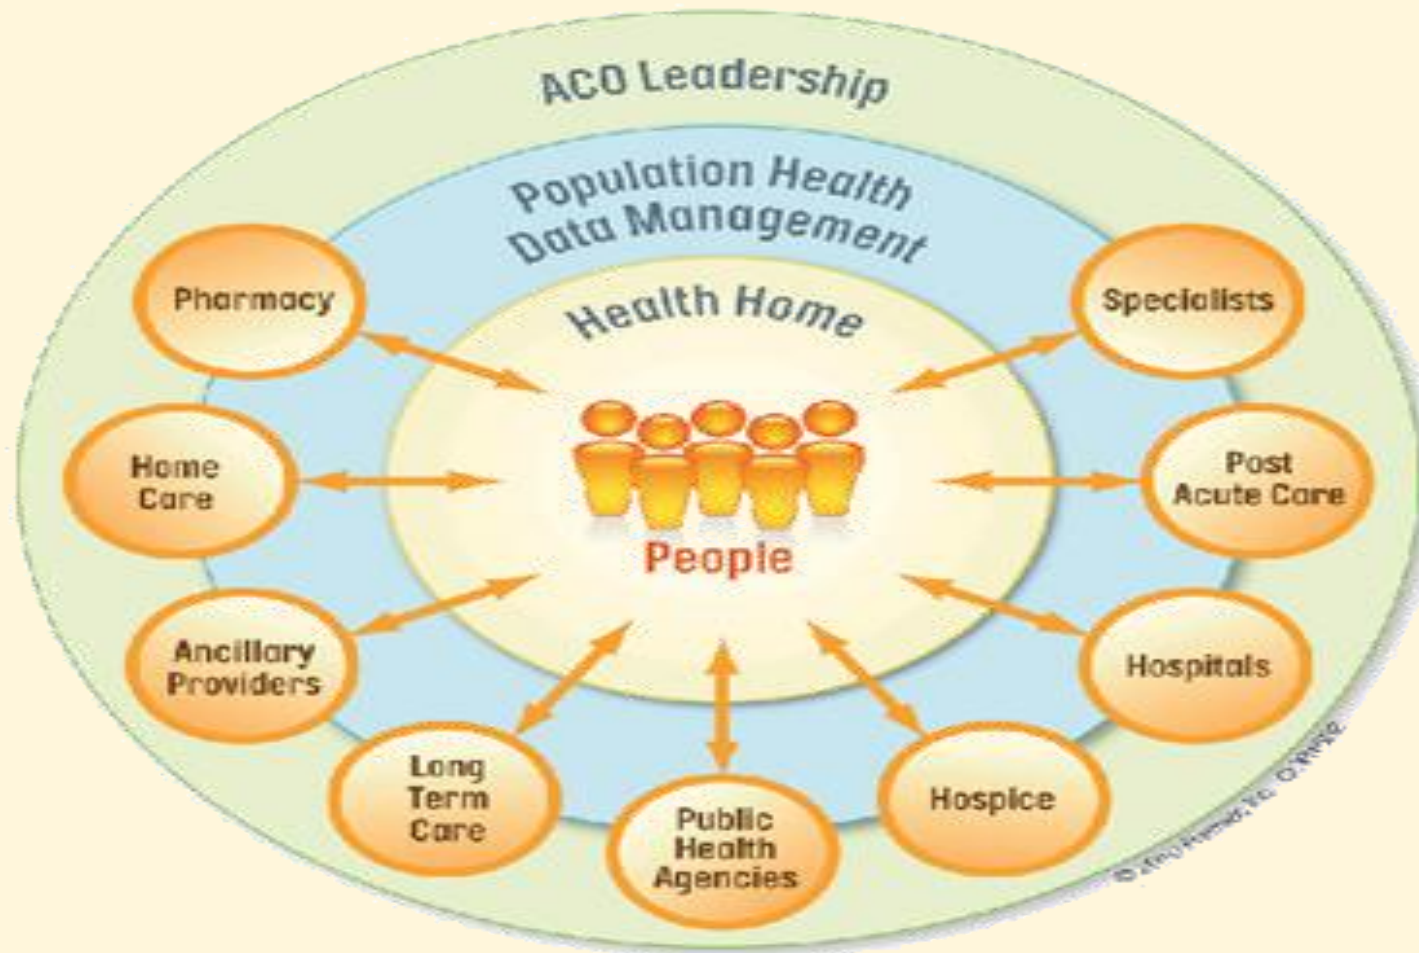 ACO Leadership
Population Health
Data Management
Health Home
Pharmacy
Specialists
Home
Care
Post
Acute Care
People
Ancillary
Providers
Hospitals
Long
Term
Care
Public
Health
Agencies
Hospice